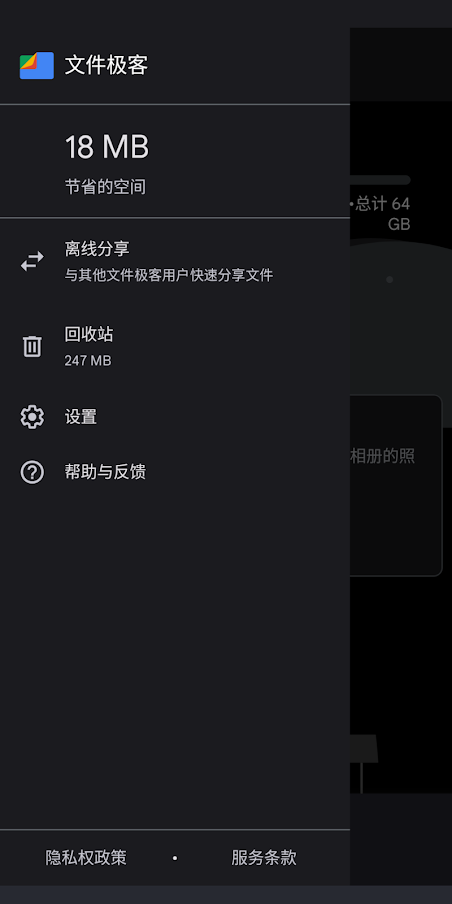 文件极客
18 MB
节省的空间
•总计 64
GB
离线分享
与其他文件极客用户快速分享文件
回收站
247 MB
设置
相册的照
帮助与反馈
隐私权政策 • 服务条款